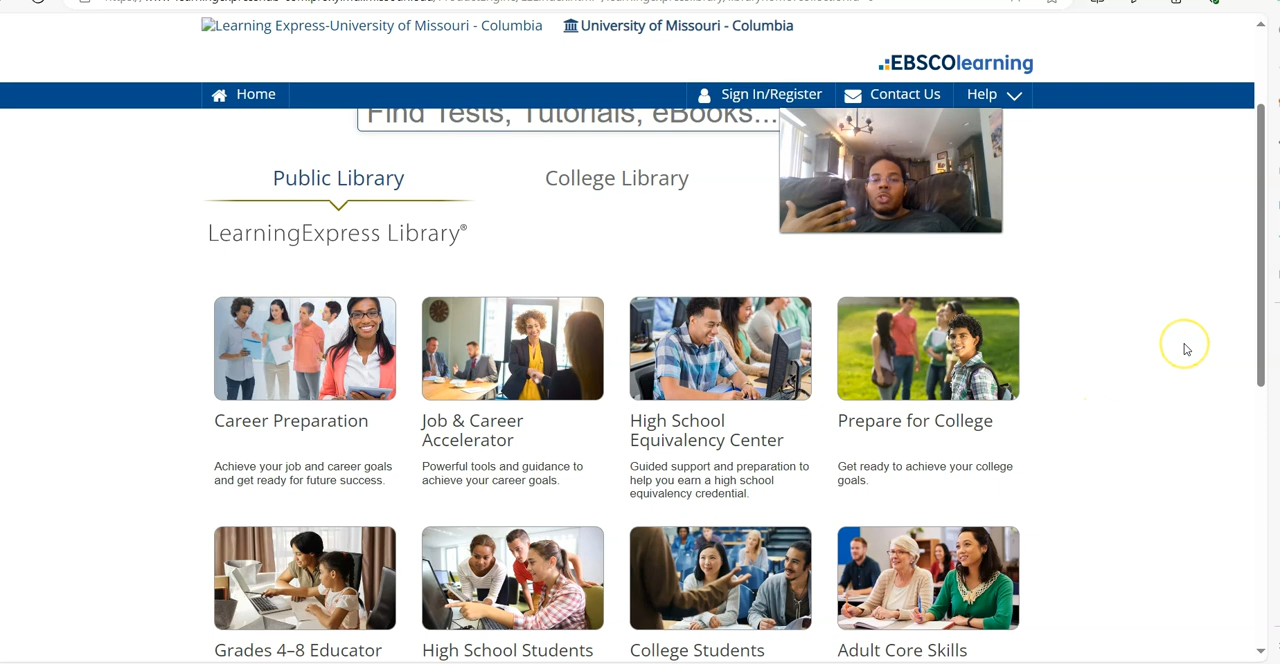 Learning Express-University of Missouri - Columbia University of Missouri - Columbia
EBSCOlearning
Home Sign In/Register Contact Us Help
Find Tests, Tutorials, eBooks...
Public Library College Library
LearningExpress Library®
Career Preparation
Achieve your job and career goals
and get ready for future success.
Job & Career
Accelerator
Powerful tools and guidance to
achieve your career goals.
High School
Equivalency Center
Guided support and preparation to
help you earn a high school
equivalency credential.
Prepare for College
Get ready to achieve your college
goals.
Grades 4–8 Educator
High School Students
College Students
Adult Core Skills